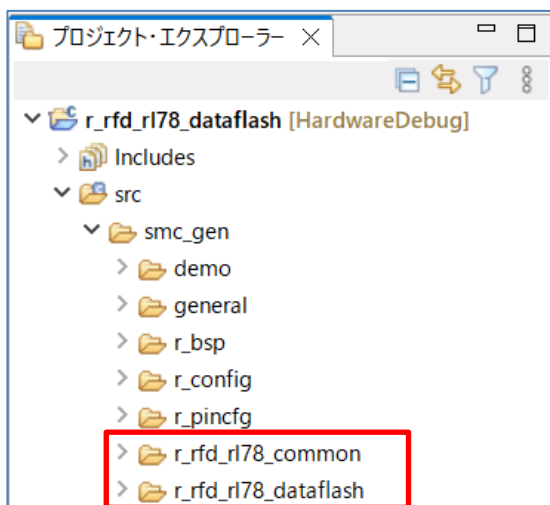 プロジェクト・エクスプローラー
r_rfd_rl78_dataflash [HardwareDebug]
Includes
src
smc_gen
demo
general
r_bsp
r_config
r_pincfg
r_rfd_rl78_common
r_rfd_rl78_dataflash